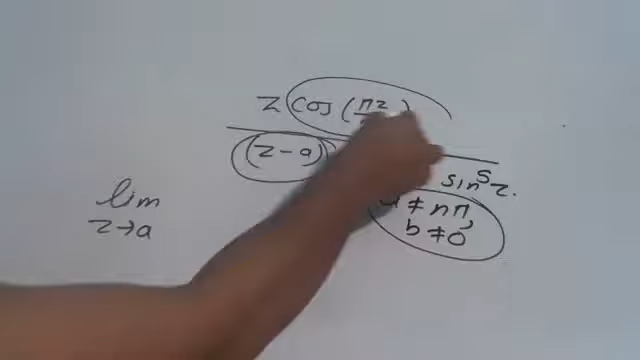 z cos(πz
(z-a)
sin⁵z.
≠ nπ,
b ≠ 0
lim
z→a